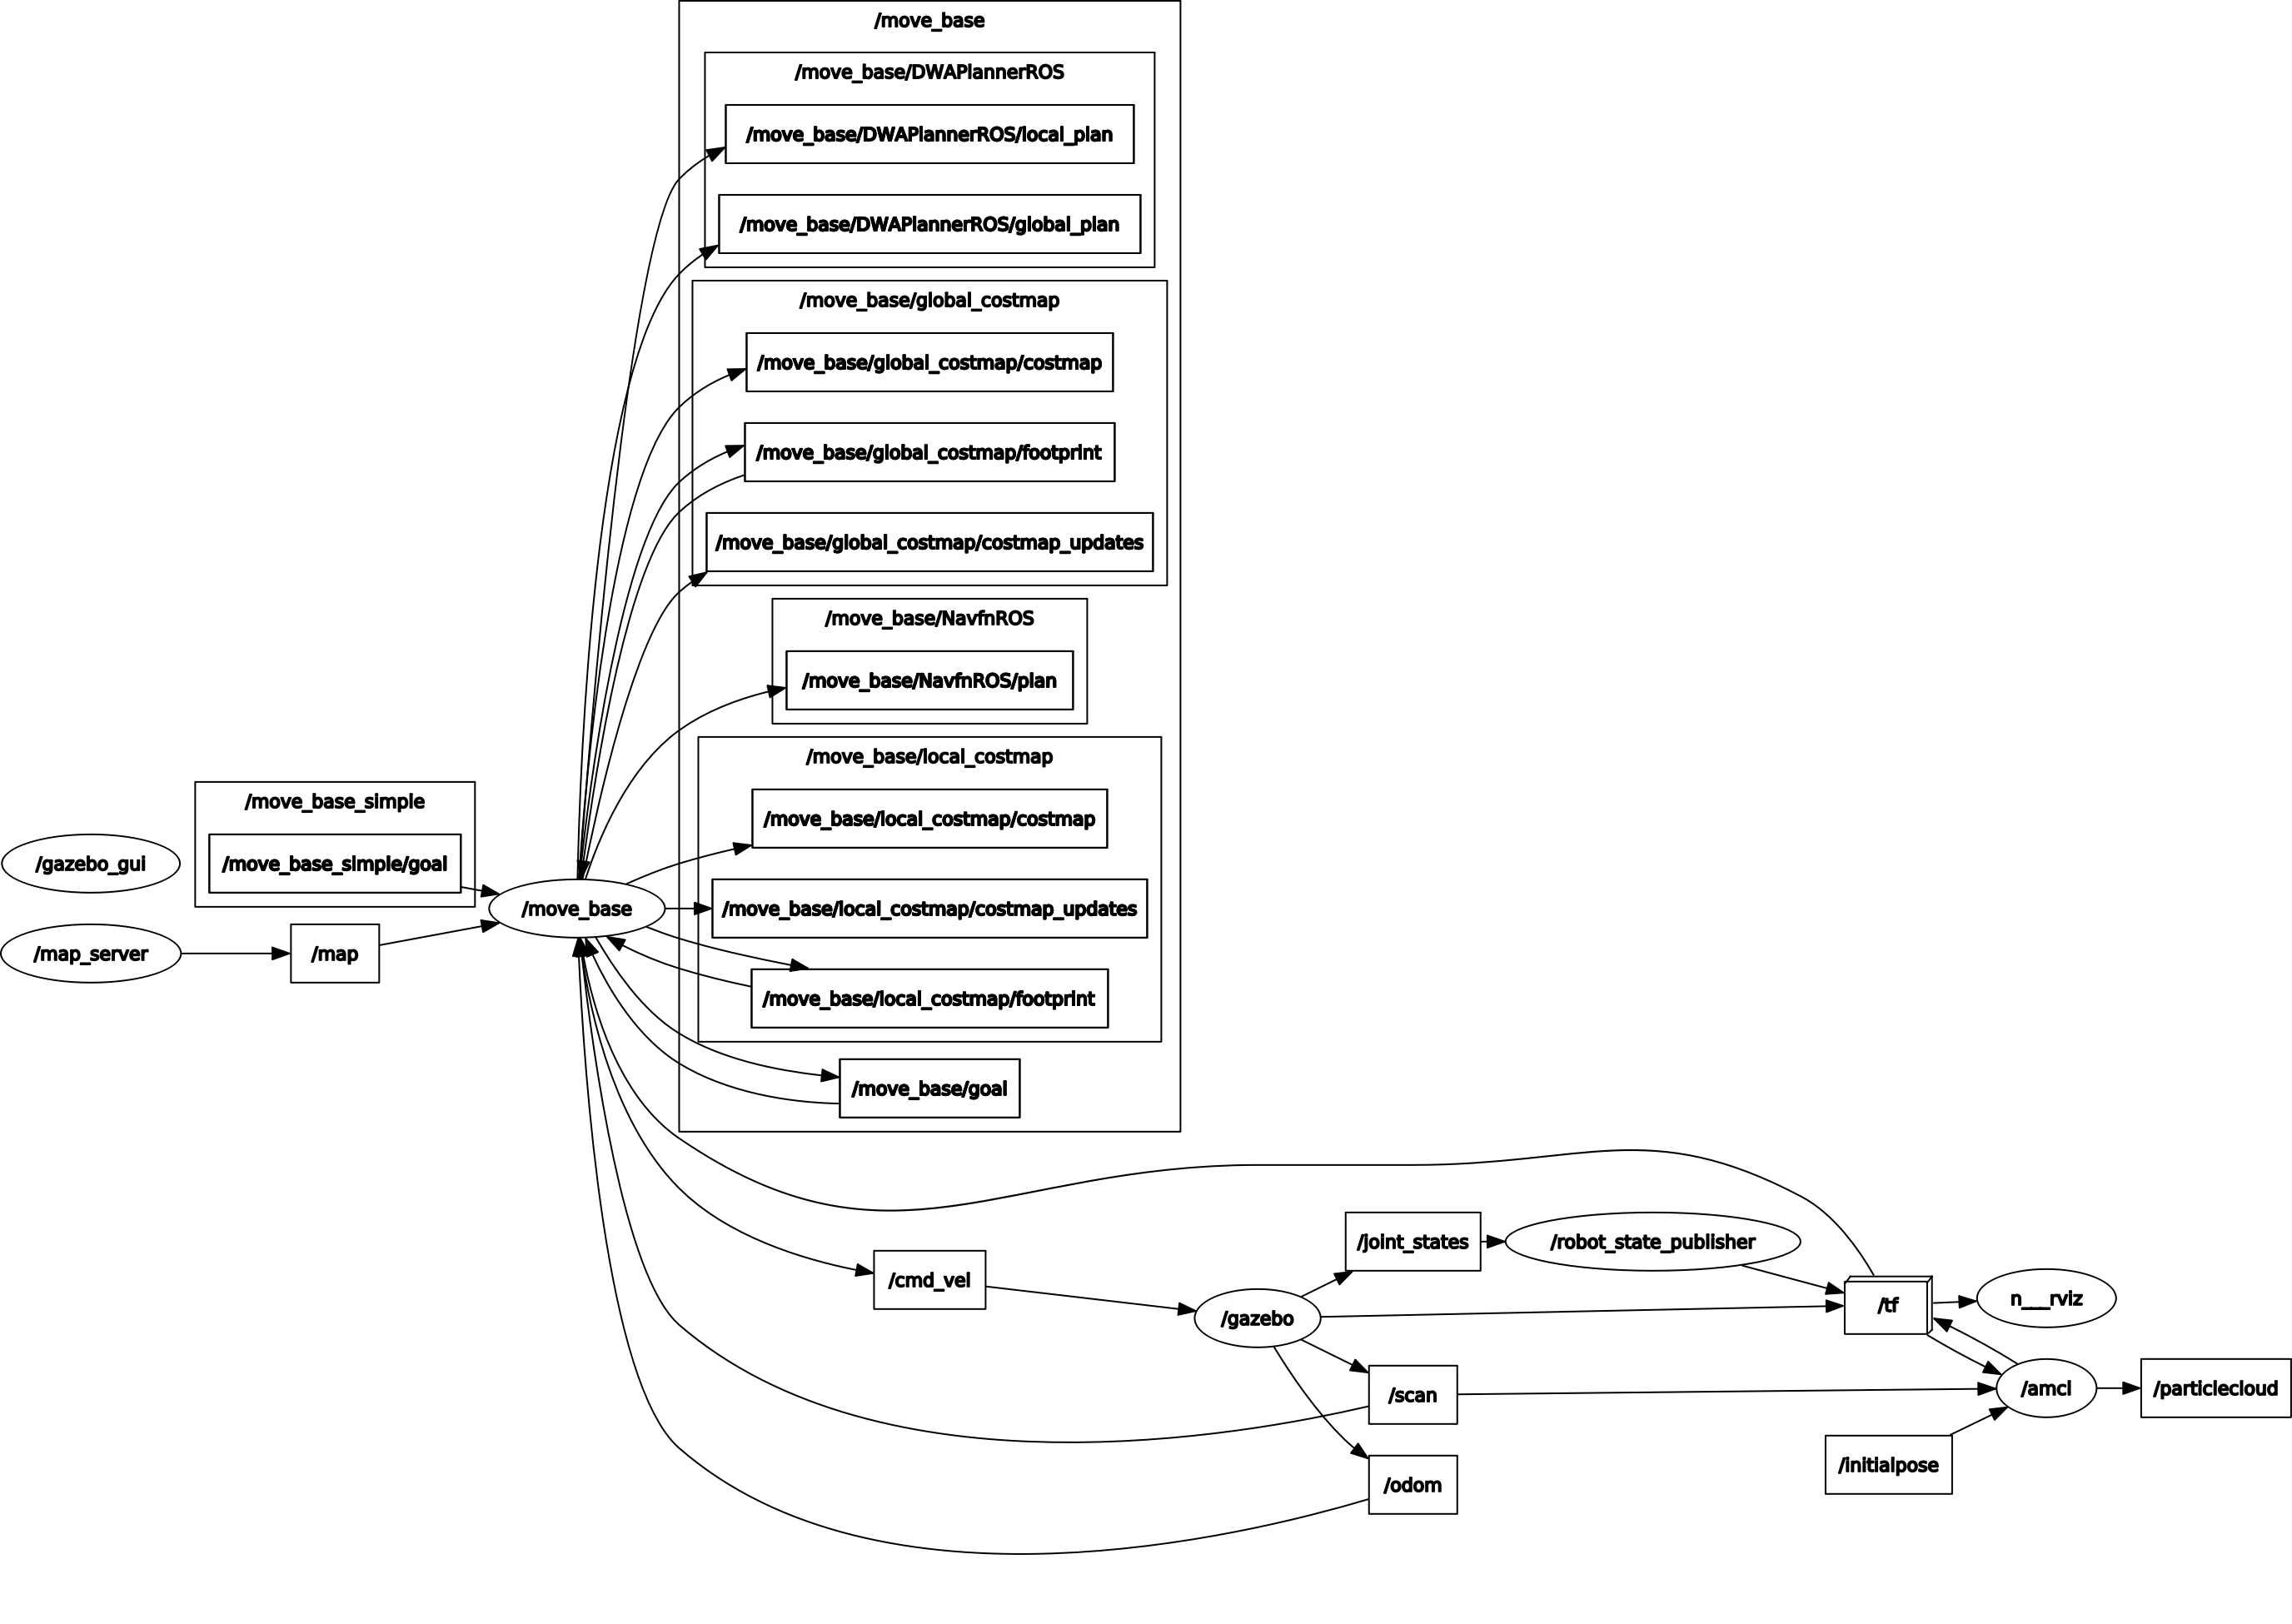 /move_base
/move_base/DWAPlannerROS
/move_base/DWAPlannerROS/local_plan
/move_base/DWAPlannerROS/global_plan
/move_base/global_costmap
/move_base/global_costmap/costmap
/move_base/global_costmap/footprint
/move_base/global_costmap/costmap_updates
/move_base/NavfnROS
/move_base/NavfnROS/plan
/move_base/local_costmap
/move_base/local_costmap/costmap
/move_base/local_costmap/costmap_updates
/move_base/local_costmap/footprint
/move_base/goal
/move_base_simple
/move_base_simple/goal
/gazebo_gui
/map_server
/map
/move_base
/cmd_vel
/gazebo
/joint_states
/robot_state_publisher
/tf
n___rviz
/scan
/amcl
/particlecloud
/initialpose
/odom